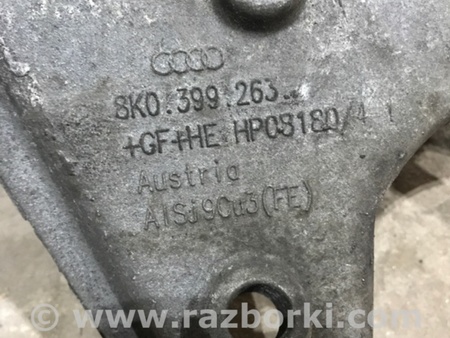 8K0.399.263
+GF+HE HP08180/4
Austria
AlSi9Cu3(FE)
© www.razborki.com